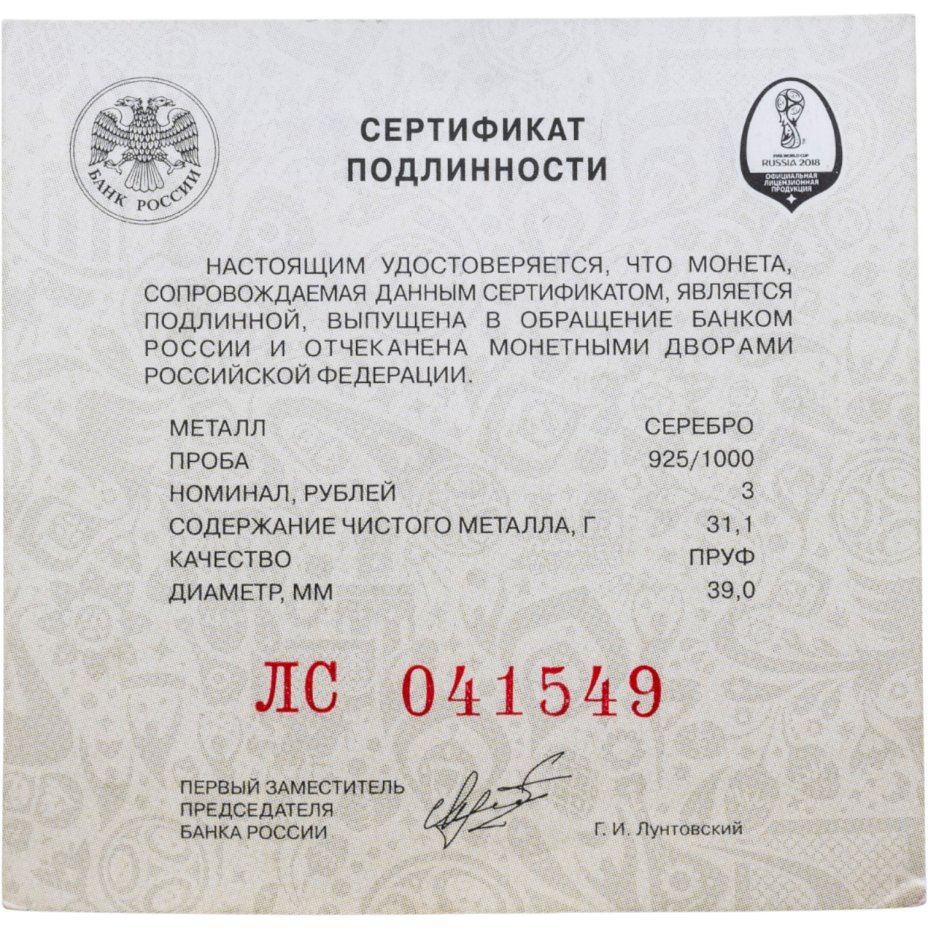 СЕРТИФИКАТ
ПОДЛИННОСТИ
БАНК РОССИИ
FIFA WORLD CUP
RUSSIA 2018
ОФИЦИАЛЬНАЯ
ЛИЦЕНЗИОННАЯ
ПРОДУКЦИЯ
НАСТОЯЩИМ УДОСТОВЕРЯЕТСЯ, ЧТО МОНЕТА,
СОПРОВОЖДАЕМАЯ ДАННЫМ СЕРТИФИКАТОМ, ЯВЛЯЕТСЯ
ПОДЛИННОЙ, ВЫПУЩЕНА В ОБРАЩЕНИЕ БАНКОМ
РОССИИ И ОТЧЕКАНЕНА МОНЕТНЫМИ ДВОРАМИ
РОССИЙСКОЙ ФЕДЕРАЦИИ.
МЕТАЛЛ СЕРЕБРО
ПРОБА 925/1000
НОМИНАЛ, РУБЛЕЙ 3
СОДЕРЖАНИЕ ЧИСТОГО МЕТАЛЛА, Г 31,1
КАЧЕСТВО ПРУФ
ДИАМЕТР, ММ 39,0
ЛС 041549
ПЕРВЫЙ ЗАМЕСТИТЕЛЬ
ПРЕДСЕДАТЕЛЯ
БАНКА РОССИИ Г. И. Лунтовский